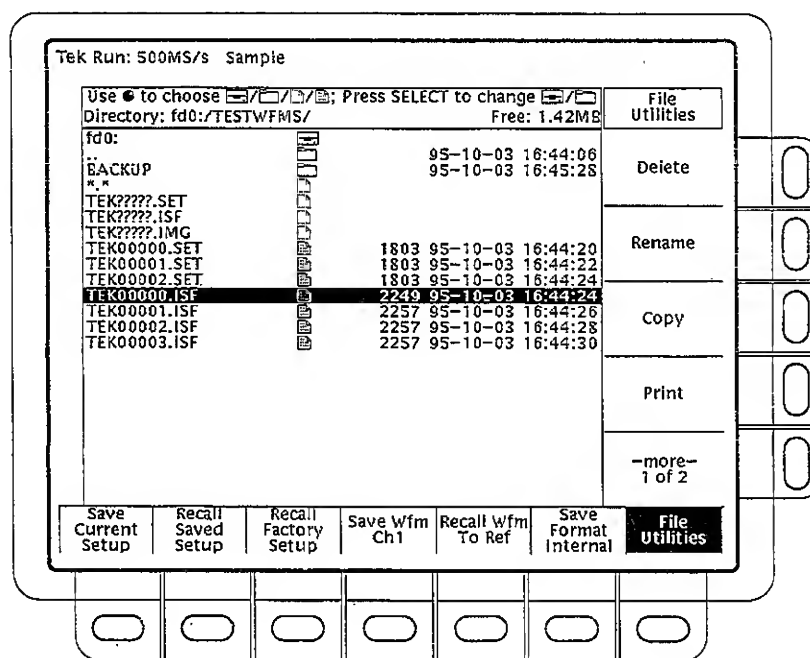 Tek Run: 500MS/s Sample
Use to choose / / / ; Press SELECT to change /
Directory: fd0:/TESTWFMS/ Free: 1.42MB
fd0:
.. 95-10-03 16:44:06
BACKUP 95-10-03 16:45:28
*.*
TEK?????.SET
TEK?????.ISF
TEK?????.IMG
TEK00000.SET 1803 95-10-03 16:44:20
TEK00001.SET 1803 95-10-03 16:44:22
TEK00002.SET 1803 95-10-03 16:44:24
TEK00000.ISF 2249 95-10-03 16:44:24
TEK00001.ISF 2257 95-10-03 16:44:26
TEK00002.ISF 2257 95-10-03 16:44:28
TEK00003.ISF 2257 95-10-03 16:44:30
File
Utilities
Delete
Rename
Copy
Print
-more-
1 of 2
Save
Current
Setup
Recall
Saved
Setup
Recall
Factory
Setup
Save Wfm
Ch1
Recall Wfm
To Ref
Save
Format
Internal
File
Utilities